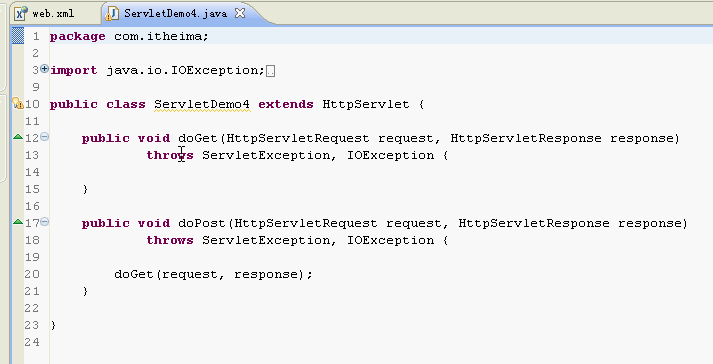 web.xml ServletDemo4.java
1 package com.itheima;
2
3 import java.io.IOException;
9
10 public class ServletDemo4 extends HttpServlet {
11
12 public void doGet(HttpServletRequest request, HttpServletResponse response)
13 throws ServletException, IOException {
14
15 }
16
17 public void doPost(HttpServletRequest request, HttpServletResponse response)
18 throws ServletException, IOException {
19
20 doGet(request, response);
21 }
22
23 }
24